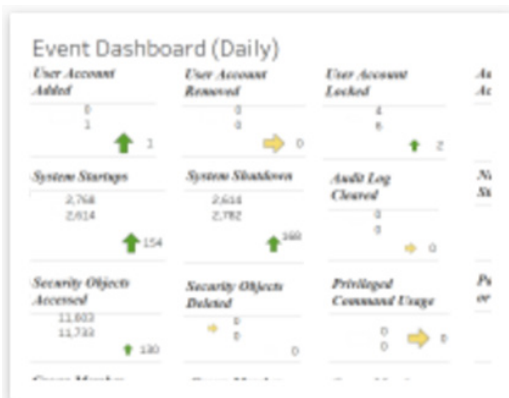 Event Dashboard (Daily)
User Account Added
0
1
1
User Account Removed
0
0
0
User Account Locked
4
6
2
System Startups
2,768
2,614
154
System Shutdown
2,614
2,782
168
Audit Log Cleared
0
0
0
Security Objects Accessed
11,603
11,733
130
Security Objects Deleted
0
0
0
Privileged Command Usage
0
0
0